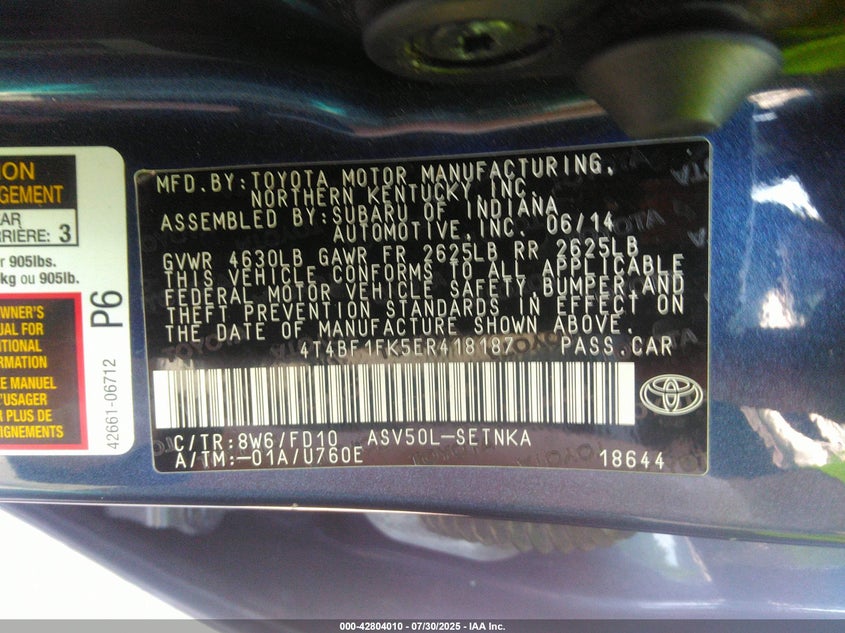 ION
GEMENT
AR
RRIÈRE: 3
r 905lbs.
kg ou 905lb.
WNER'S
UAL FOR
ITIONAL
ORMATION
E MANUEL
'USAGER
R PLUS DE
IGNEMENTS
42661-06712
P6
MFD.BY:TOYOTA MOTOR MANUFACTURING,
NORTHERN KENTUCKY INC.
ASSEMBLED BY:SUBARU OF INDIANA
AUTOMOTIVE,INC. 06/14
GVWR 4630LB GAWR FR 2625LB RR 2625LB
THIS VEHICLE CONFORMS TO ALL APPLICABLE
FEDERAL MOTOR VEHICLE SAFETY,BUMPER,AND
THEFT PREVENTION STANDARDS IN EFFECT ON
THE DATE OF MANUFACTURE SHOWN ABOVE.
4T4BF1FK5ER418187 PASS.CAR
C/TR:8W6/FD10 ASV50L-SETNKA
A/TM:-01A/U760E 18644
000-42804010 - 07/30/2025 - IAA Inc.